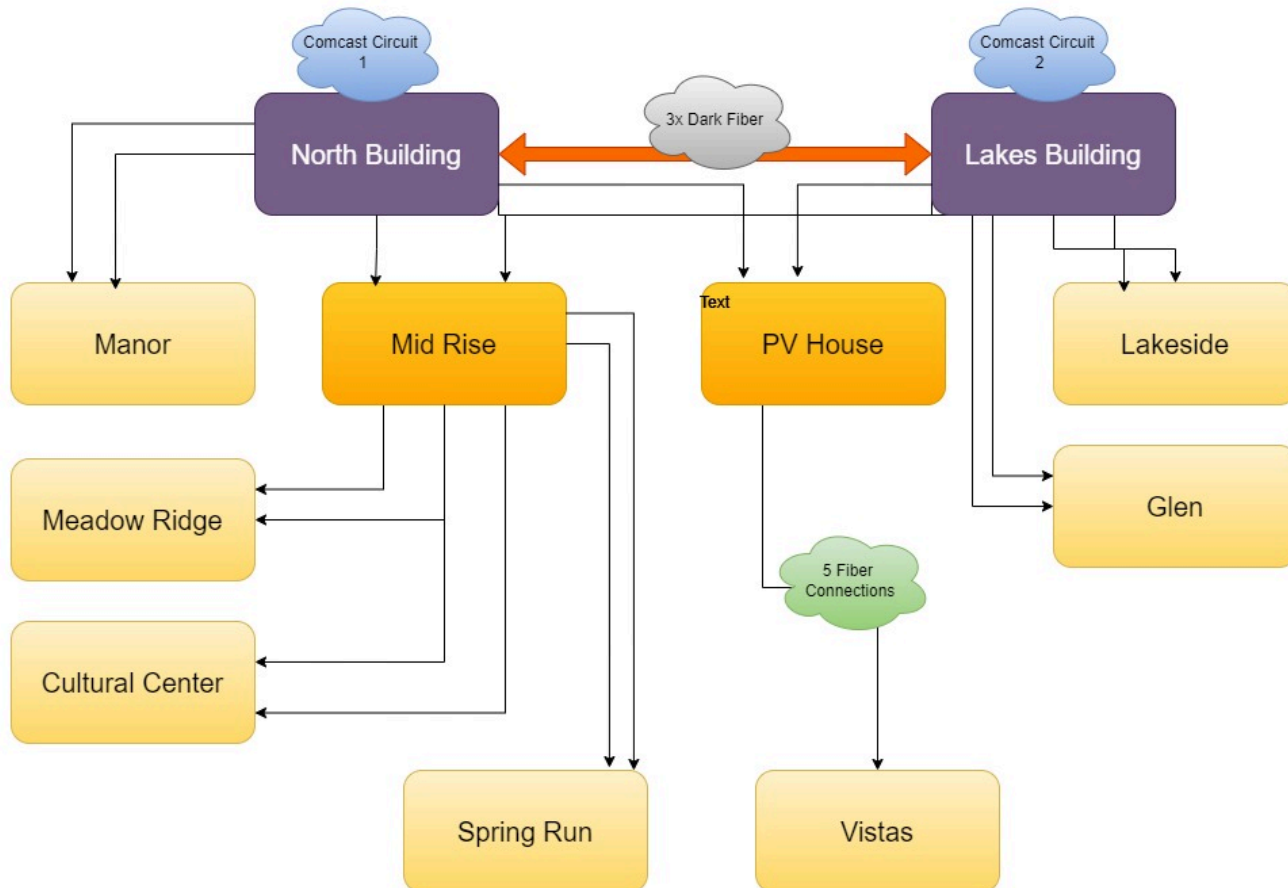 Comcast Circuit
1
Comcast Circuit
2
3x Dark Fiber
North Building
Lakes Building
Text
Manor
Mid Rise
PV House
Lakeside
Meadow Ridge
Glen
5 Fiber
Connections
Cultural Center
Spring Run
Vistas